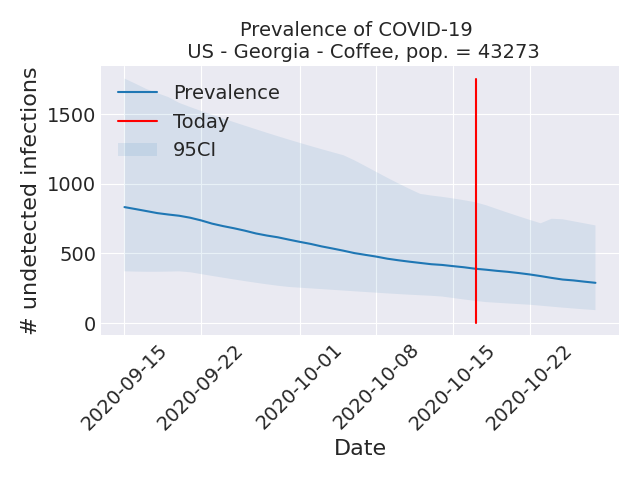 Prevalence of COVID-19
US - Georgia - Coffee, pop. = 43273
# undetected infections
1500
1000
500
0
Prevalence
Today
95CI
2020-09-15
2020-09-22
2020-10-01
2020-10-08
2020-10-15
2020-10-22
Date